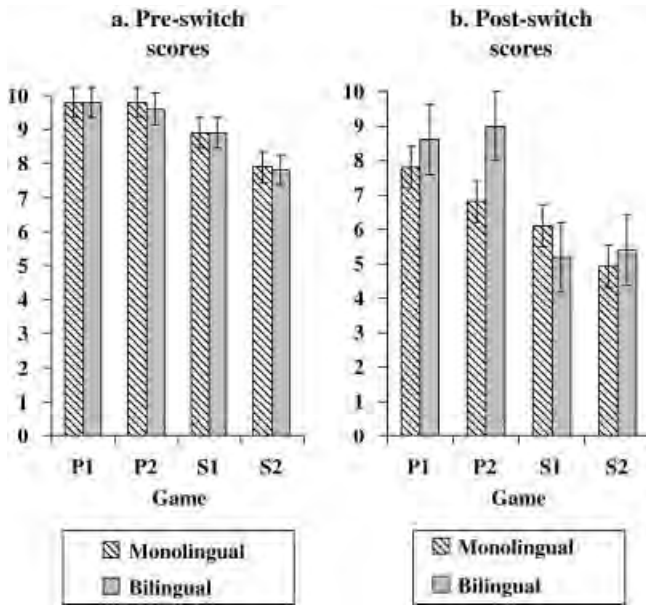 a. Pre-switch
scores
10
9
8
7
6
5
4
3
2
1
0
P1 P2 S1 S2
Game
Monolingual
Bilingual
b. Post-switch
scores
10
9
8
7
6
5
4
3
2
1
0
P1 P2 S1 S2
Game
Monolingual
Bilingual